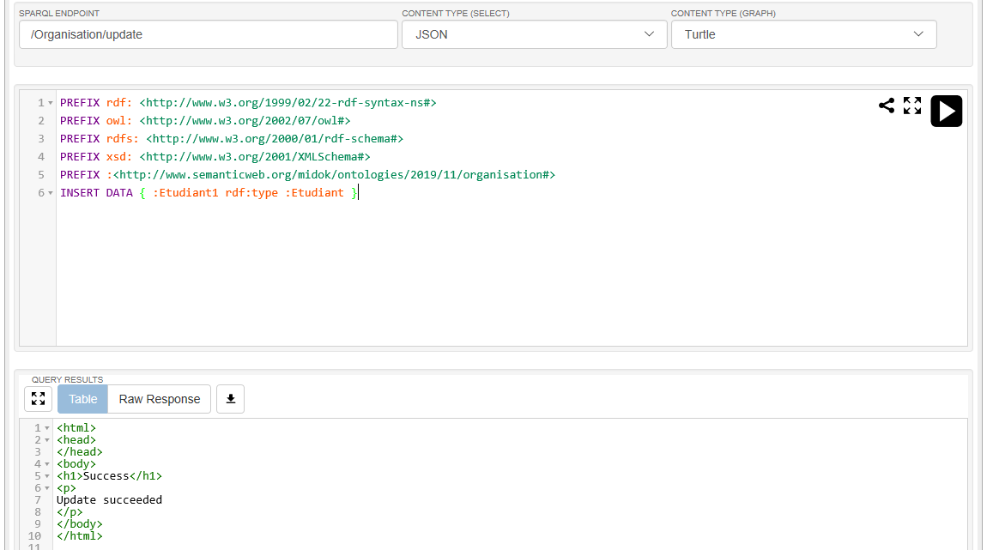 SPARQL ENDPOINT CONTENT TYPE (SELECT) CONTENT TYPE (GRAPH)
/Organisation/update JSON Turtle
1 PREFIX rdf: <http://www.w3.org/1999/02/22-rdf-syntax-ns#>
2 PREFIX owl: <http://www.w3.org/2002/07/owl#>
3 PREFIX rdfs: <http://www.w3.org/2000/01/rdf-schema#>
4 PREFIX xsd: <http://www.w3.org/2001/XMLSchema#>
5 PREFIX :<http://www.semanticweb.org/midok/ontologies/2019/11/organisation#>
6 INSERT DATA { :Etudiant1 rdf:type :Etudiant }
QUERY RESULTS
Table Raw Response
1 <html>
2 <head>
3 </head>
4 <body>
5 <h1>Success</h1>
6 <p>
7 Update succeeded
8 </p>
9 </body>
10 </html>
11